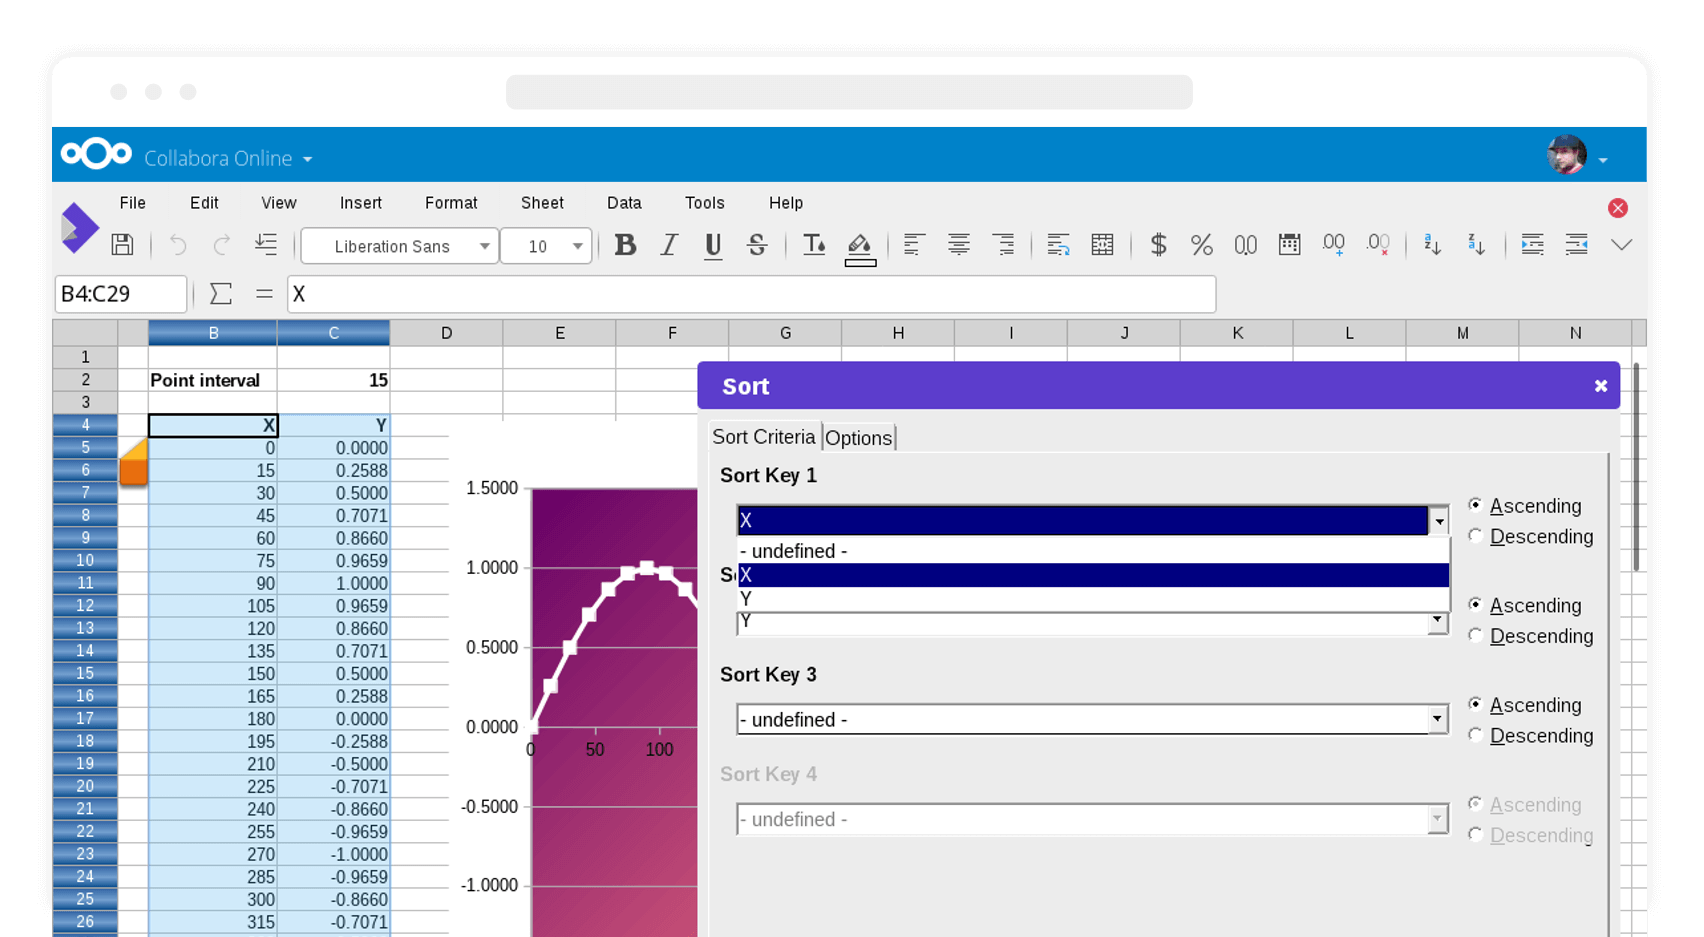 Collabora Online
File Edit View Insert Format Sheet Data Tools Help
Liberation Sans 10 B I U S T $ % 0,0 .00 .00 a z z a
B4:C29 Σ = X
B C D E F G H I J K L M N
1
2 Point interval 15
3
4 X Y
5 0 0.0000
6 15 0.2588
7 30 0.5000
8 45 0.7071
9 60 0.8660
10 75 0.9659
11 90 1.0000
12 105 0.9659
13 120 0.8660
14 135 0.7071
15 150 0.5000
16 165 0.2588
17 180 0.0000
18 195 -0.2588
19 210 -0.5000
20 225 -0.7071
21 240 -0.8660
22 255 -0.9659
23 270 -1.0000
24 285 -0.9659
25 300 -0.8660
26 315 -0.7071
1.5000
1.0000
0.5000
0.0000
0 50 100
-0.5000
-1.0000
Sort
Sort Criteria Options
Sort Key 1
X
Ascending
Descending
- undefined -
X
Y
Y
Ascending
Descending
Sort Key 3
- undefined -
Ascending
Descending
Sort Key 4
- undefined -
Ascending
Descending